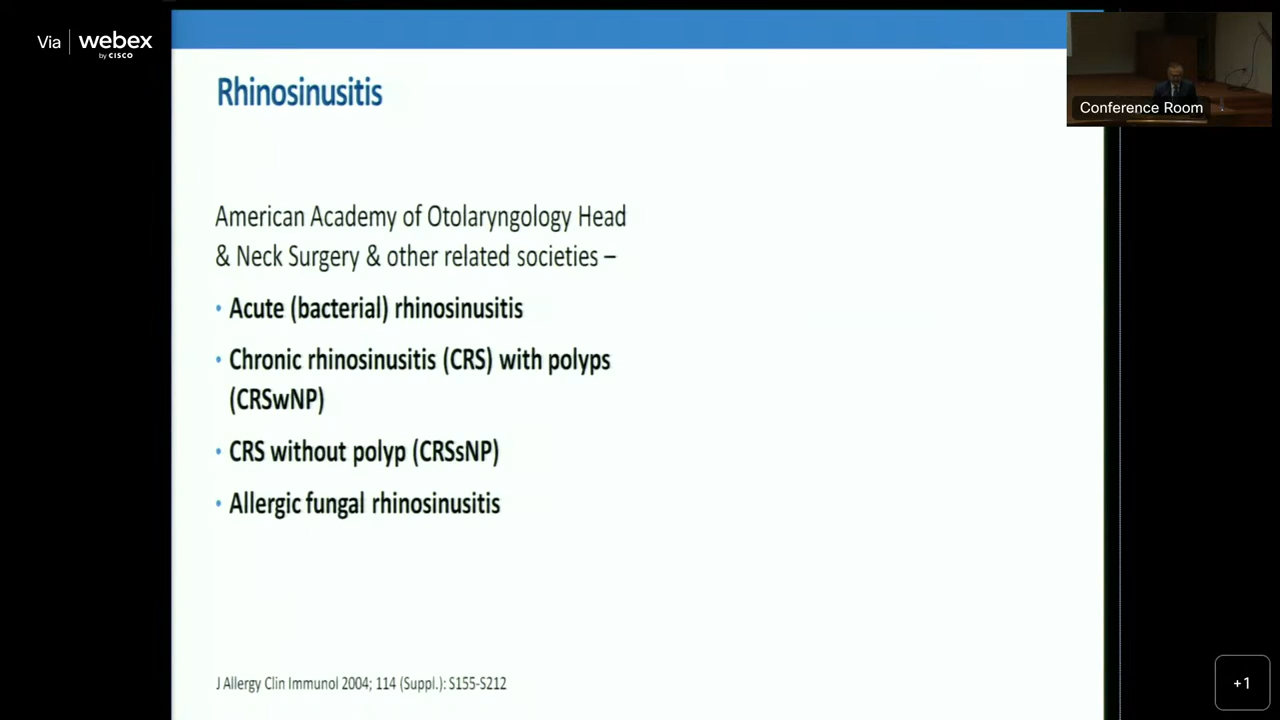 Via webex
by CISCO
Conference Room
Rhinosinusitis
American Academy of Otolaryngology Head
& Neck Surgery & other related societies –
• Acute (bacterial) rhinosinusitis
• Chronic rhinosinusitis (CRS) with polyps
(CRSwNP)
• CRS without polyp (CRSsNP)
• Allergic fungal rhinosinusitis
J Allergy Clin Immunol 2004; 114 (Suppl.): S155-S212
+1